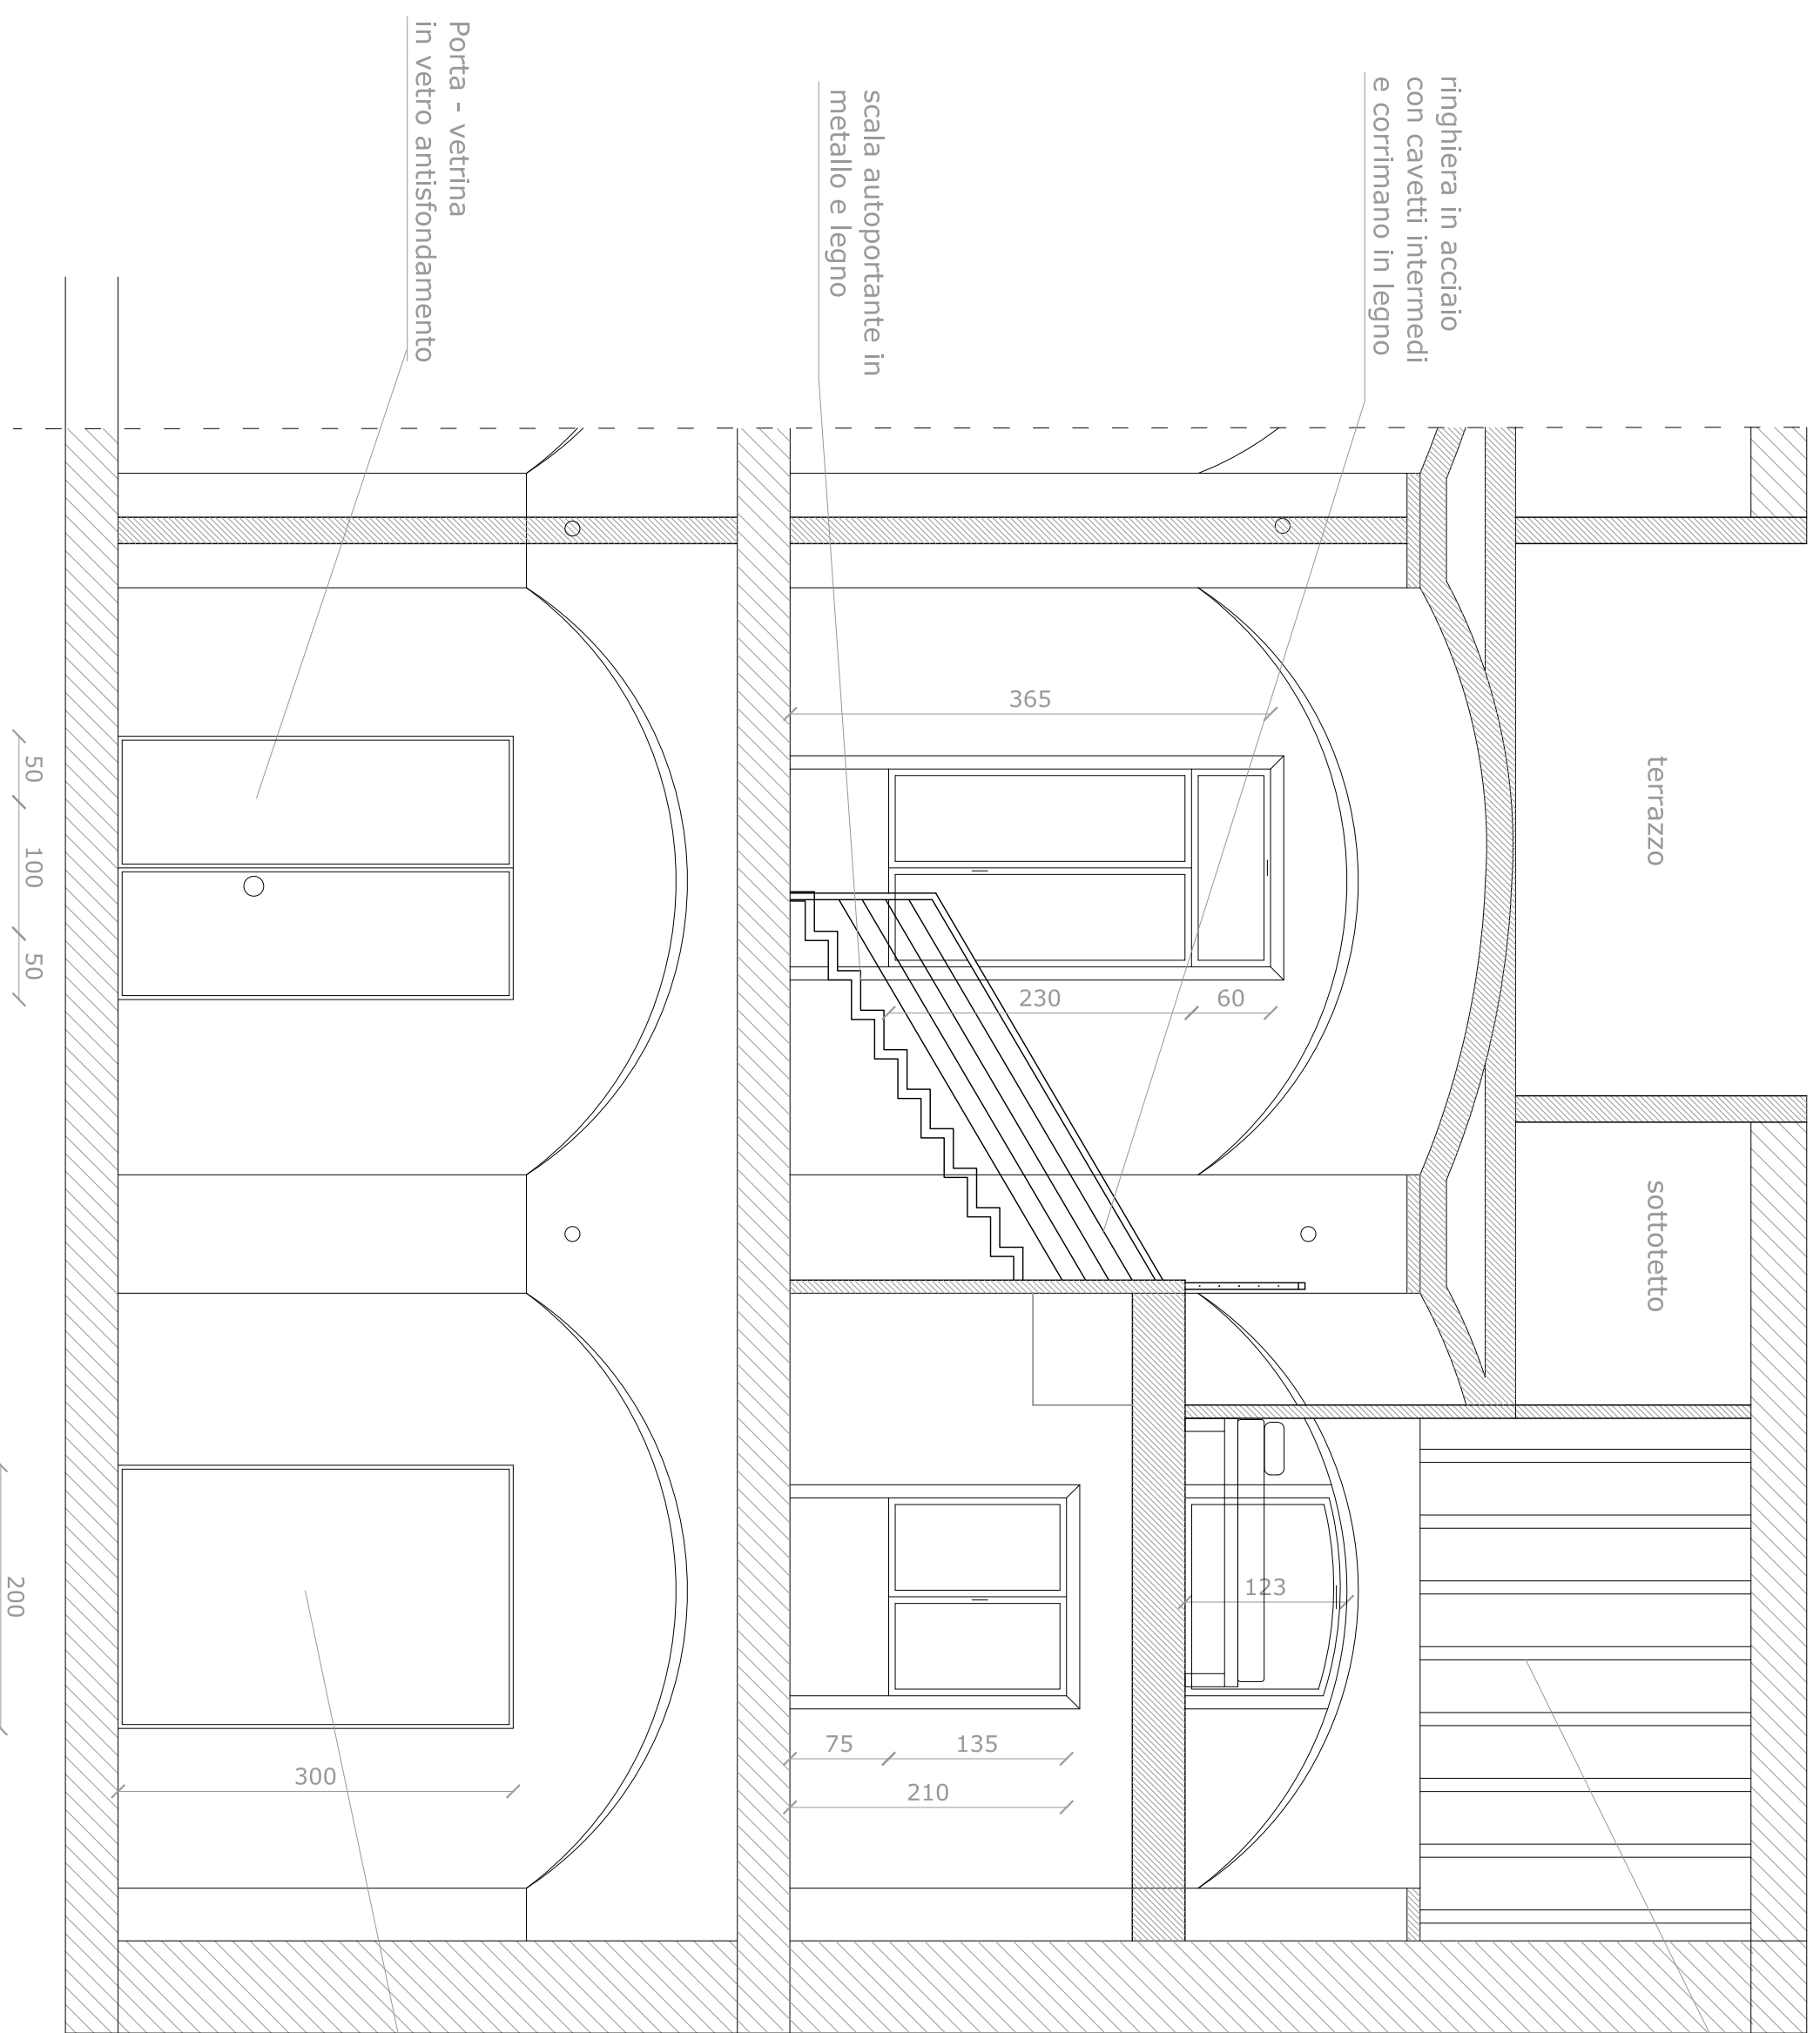 ringhiera in acciaio
con cavetti intermedi
e corrimano in legno
scala autoportante in
metallo e legno
Porta - vetrina
in vetro antisfondamento
terrazzo
sottotetto
365
230
60
123
75
135
210
300
50
100
50
200